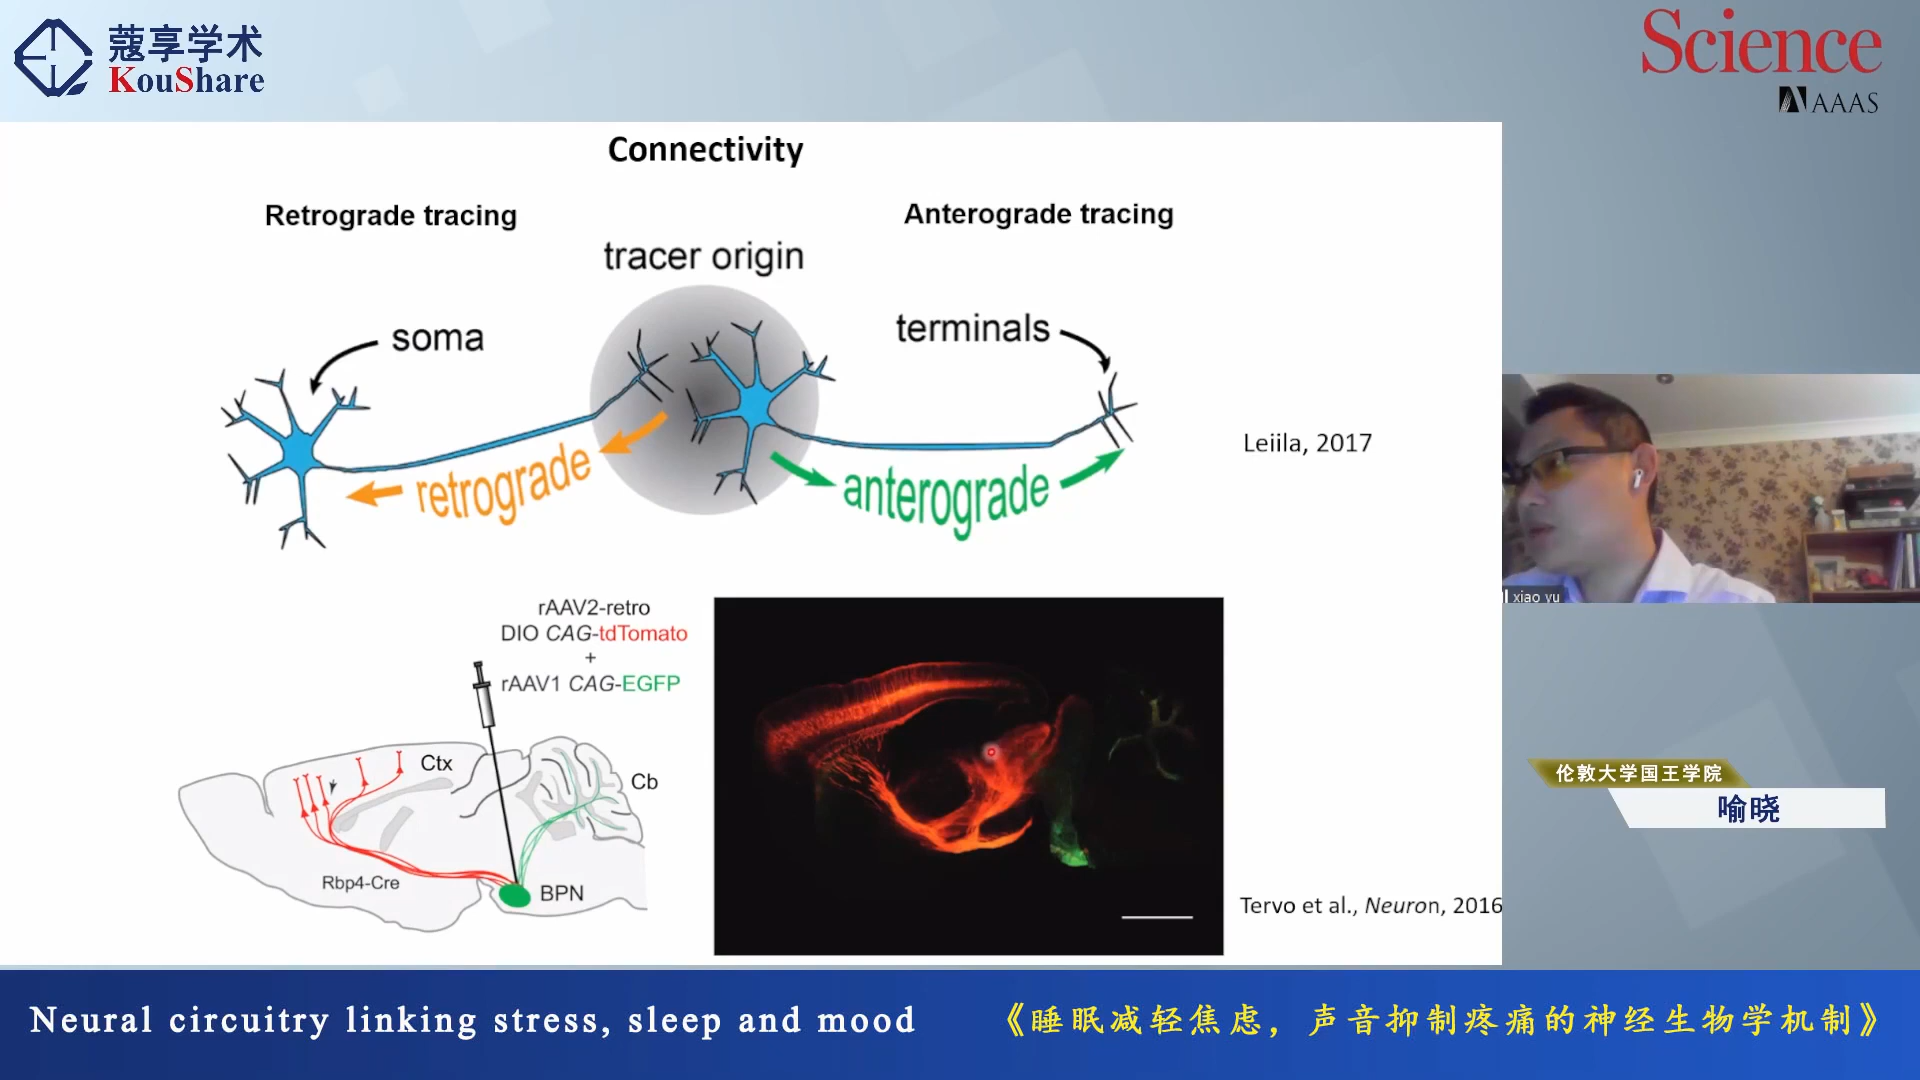 蔻享学术
KouShare
Science
AAAS
Connectivity
Retrograde tracing
Anterograde tracing
tracer origin
soma
terminals
retrograde
anterograde
Leiila, 2017
rAAV2-retro
DIO CAG-tdTomato
+
rAAV1 CAG-EGFP
Ctx
Cb
Rbp4-Cre
BPN
Tervo et al., Neuron, 2016
xiao yu
伦敦大学国王学院
喻晓
Neural circuitry linking stress, sleep and mood
《睡眠减轻焦虑，声音抑制疼痛的神经生物学机制》